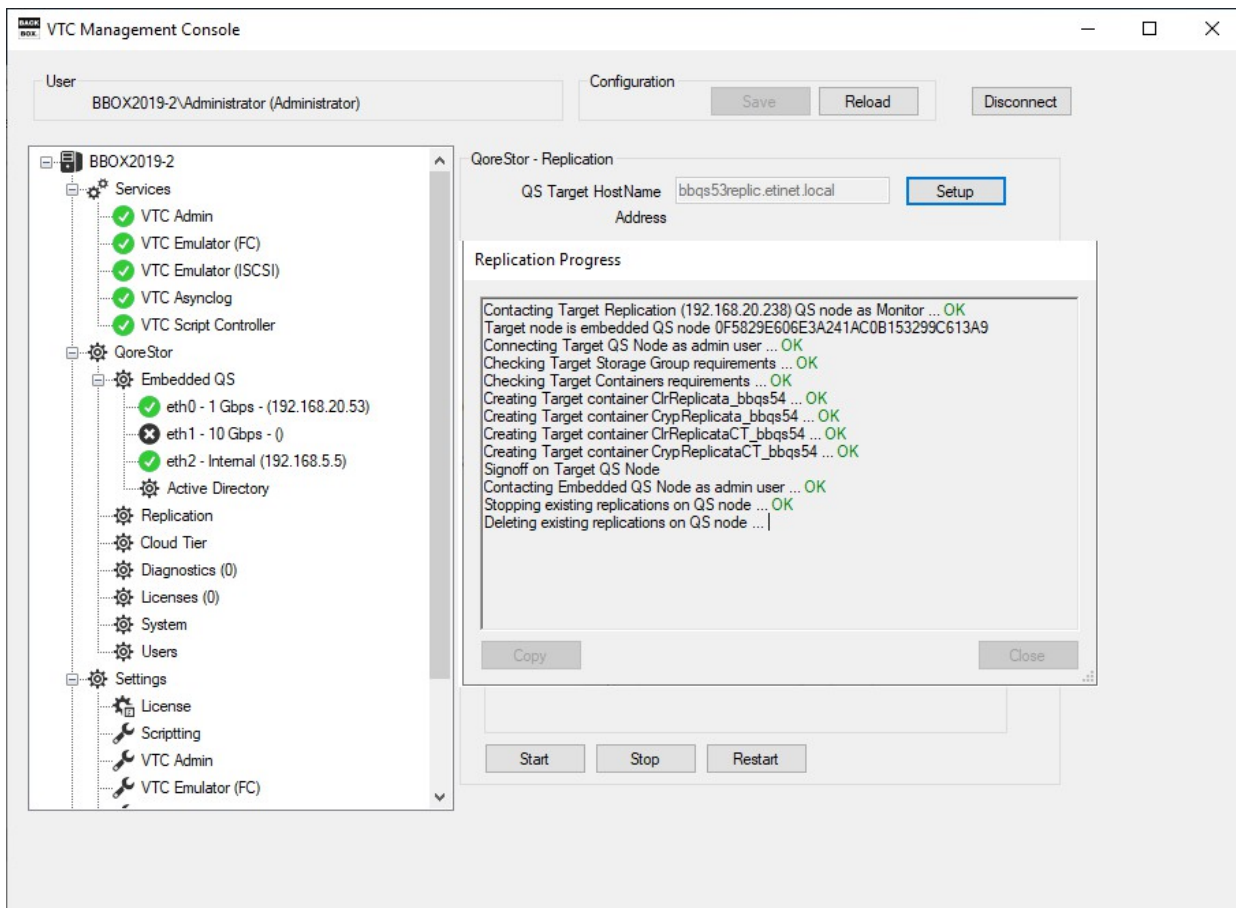 BACK
BOX
VTC Management Console
User
BBOX2019-2\Administrator (Administrator)
Configuration
Save
Reload
Disconnect
BBOX2019-2
Services
VTC Admin
VTC Emulator (FC)
VTC Emulator (ISCSI)
VTC Asynclog
VTC Script Controller
QoreStor
Embedded QS
eth0 - 1 Gbps - (192.168.20.53)
eth1 - 10 Gbps - ()
eth2 - Internal (192.168.5.5)
Active Directory
Replication
Cloud Tier
Diagnostics (0)
Licenses (0)
System
Users
Settings
License
Scriptting
VTC Admin
VTC Emulator (FC)
QoreStor - Replication
QS Target HostName
bbqs53replic.etinet.local
Setup
Address
Replication Progress
Contacting Target Replication (192.168.20.238) QS node as Monitor ... OK
Target node is embedded QS node 0F5829E606E3A241AC0B153299C613A9
Connecting Target QS Node as admin user ... OK
Checking Target Storage Group requirements ... OK
Checking Target Containers requirements ... OK
Creating Target container ClrReplicata_bbqs54 ... OK
Creating Target container CrypReplicata_bbqs54 ... OK
Creating Target container ClrReplicataCT_bbqs54 ... OK
Creating Target container CrypReplicataCT_bbqs54 ... OK
Signoff on Target QS Node
Contacting Embedded QS Node as admin user ... OK
Stopping existing replications on QS node ... OK
Deleting existing replications on QS node ...
Copy
Close
Start
Stop
Restart